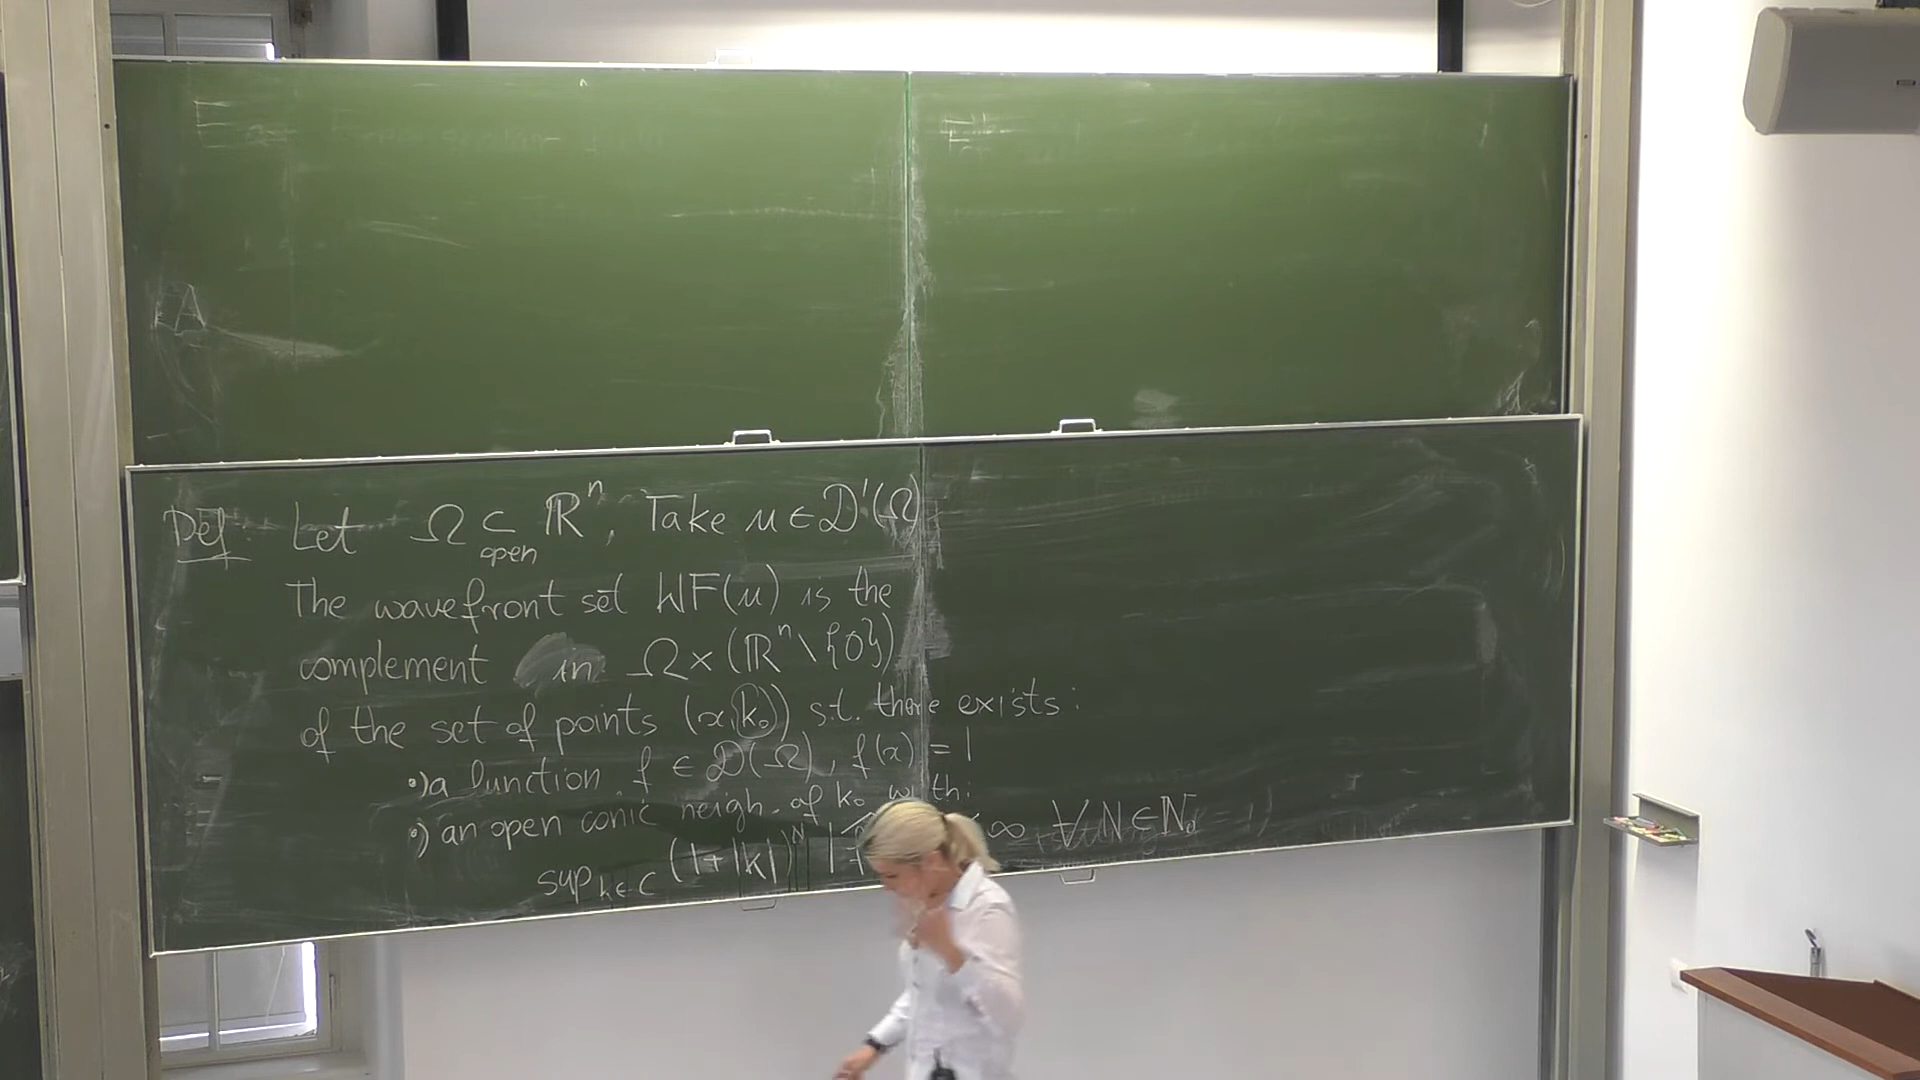 Def. Let Ω ⊂ ℝⁿ, Take u ∈ 𝒟'(Ω)
open
The wavefront set WF(u) is the
complement in Ω × (ℝⁿ \ {0})
of the set of points (x, k₀) s.t. there exists:
•) a function f ∈ 𝒟(Ω), f(x) = 1
•) an open conic neigh. of k₀ with:
sup_{k∈C} (1+|k|)^N | ∞ ∀ N ∈ ℕ₀